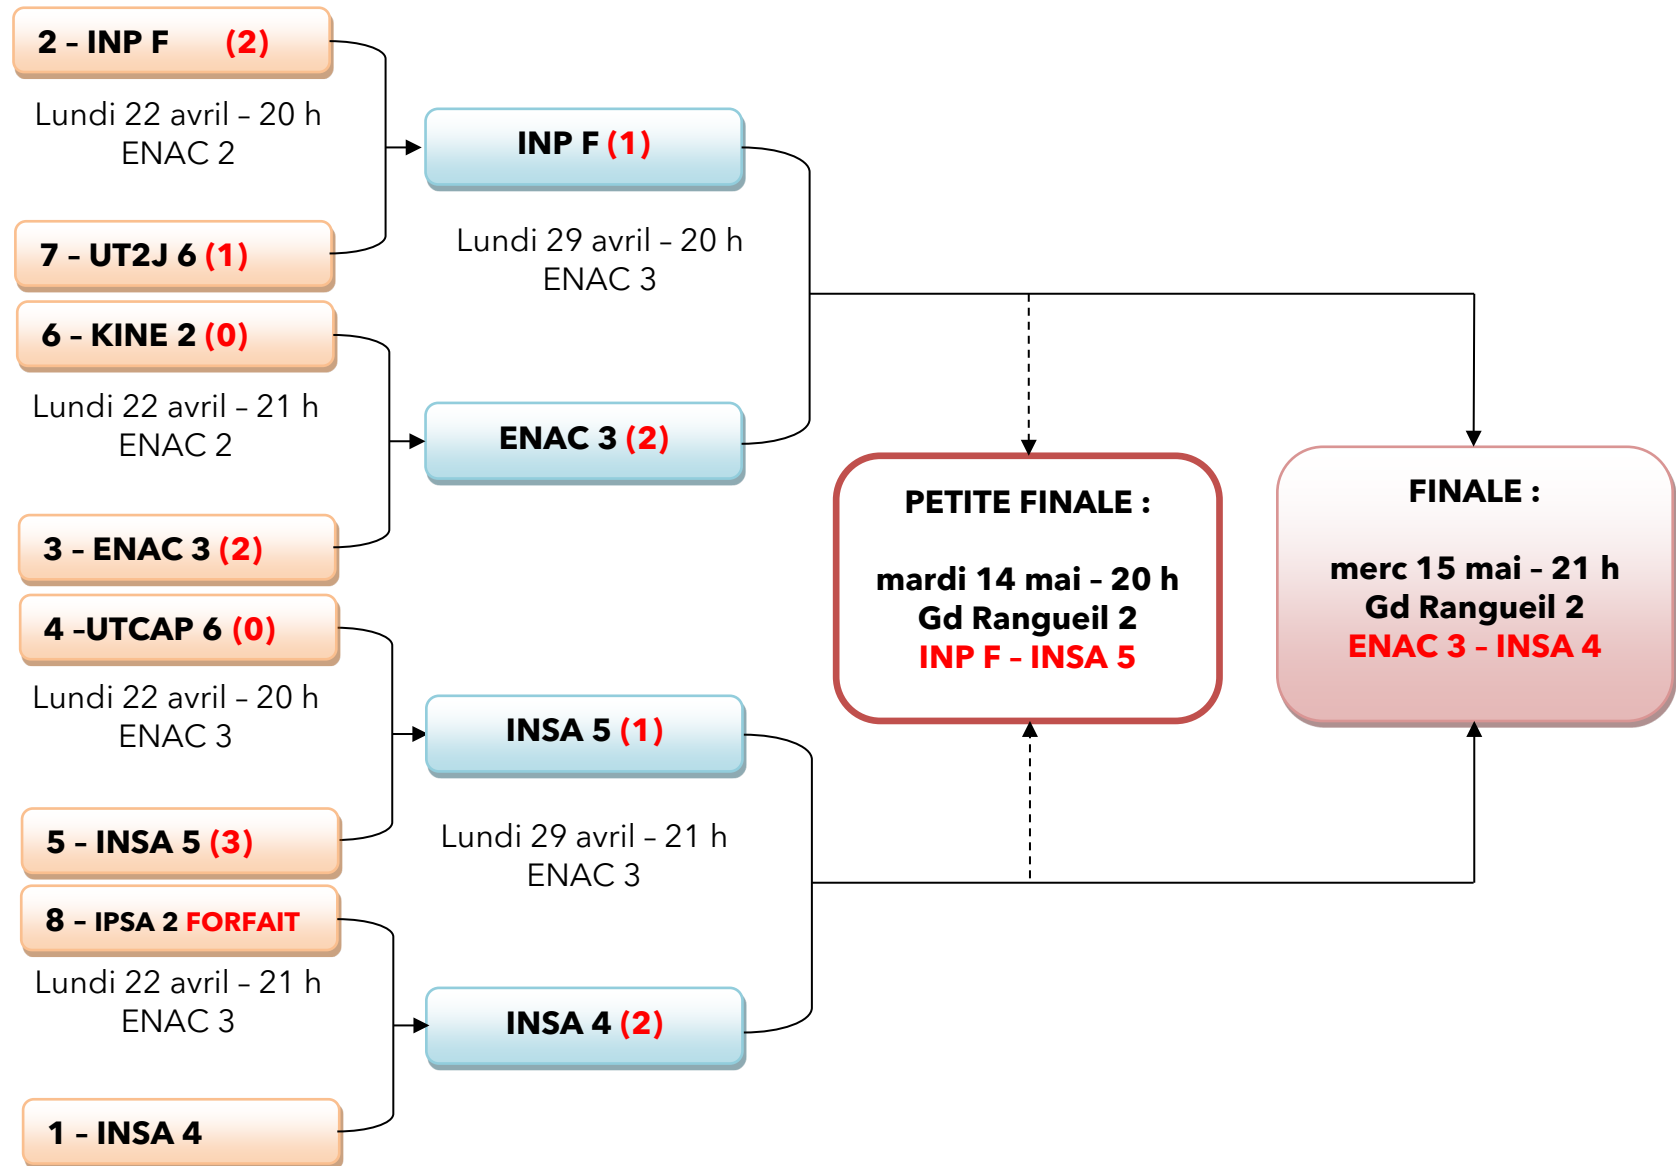 2 – INP F (2)
Lundi 22 avril – 20 h
ENAC 2
7 – UT2J 6 (1)
6 – KINE 2 (0)
Lundi 22 avril – 21 h
ENAC 2
3 – ENAC 3 (2)
4 –UTCAP 6 (0)
Lundi 22 avril – 20 h
ENAC 3
5 – INSA 5 (3)
8 – IPSA 2 FORFAIT
Lundi 22 avril – 21 h
ENAC 3
1 – INSA 4
INP F (1)
Lundi 29 avril – 20 h
ENAC 3
ENAC 3 (2)
INSA 5 (1)
Lundi 29 avril – 21 h
ENAC 3
INSA 4 (2)
PETITE FINALE :
mardi 14 mai – 20 h
Gd Rangueil 2
INP F – INSA 5
FINALE :
merc 15 mai – 21 h
Gd Rangueil 2
ENAC 3 – INSA 4